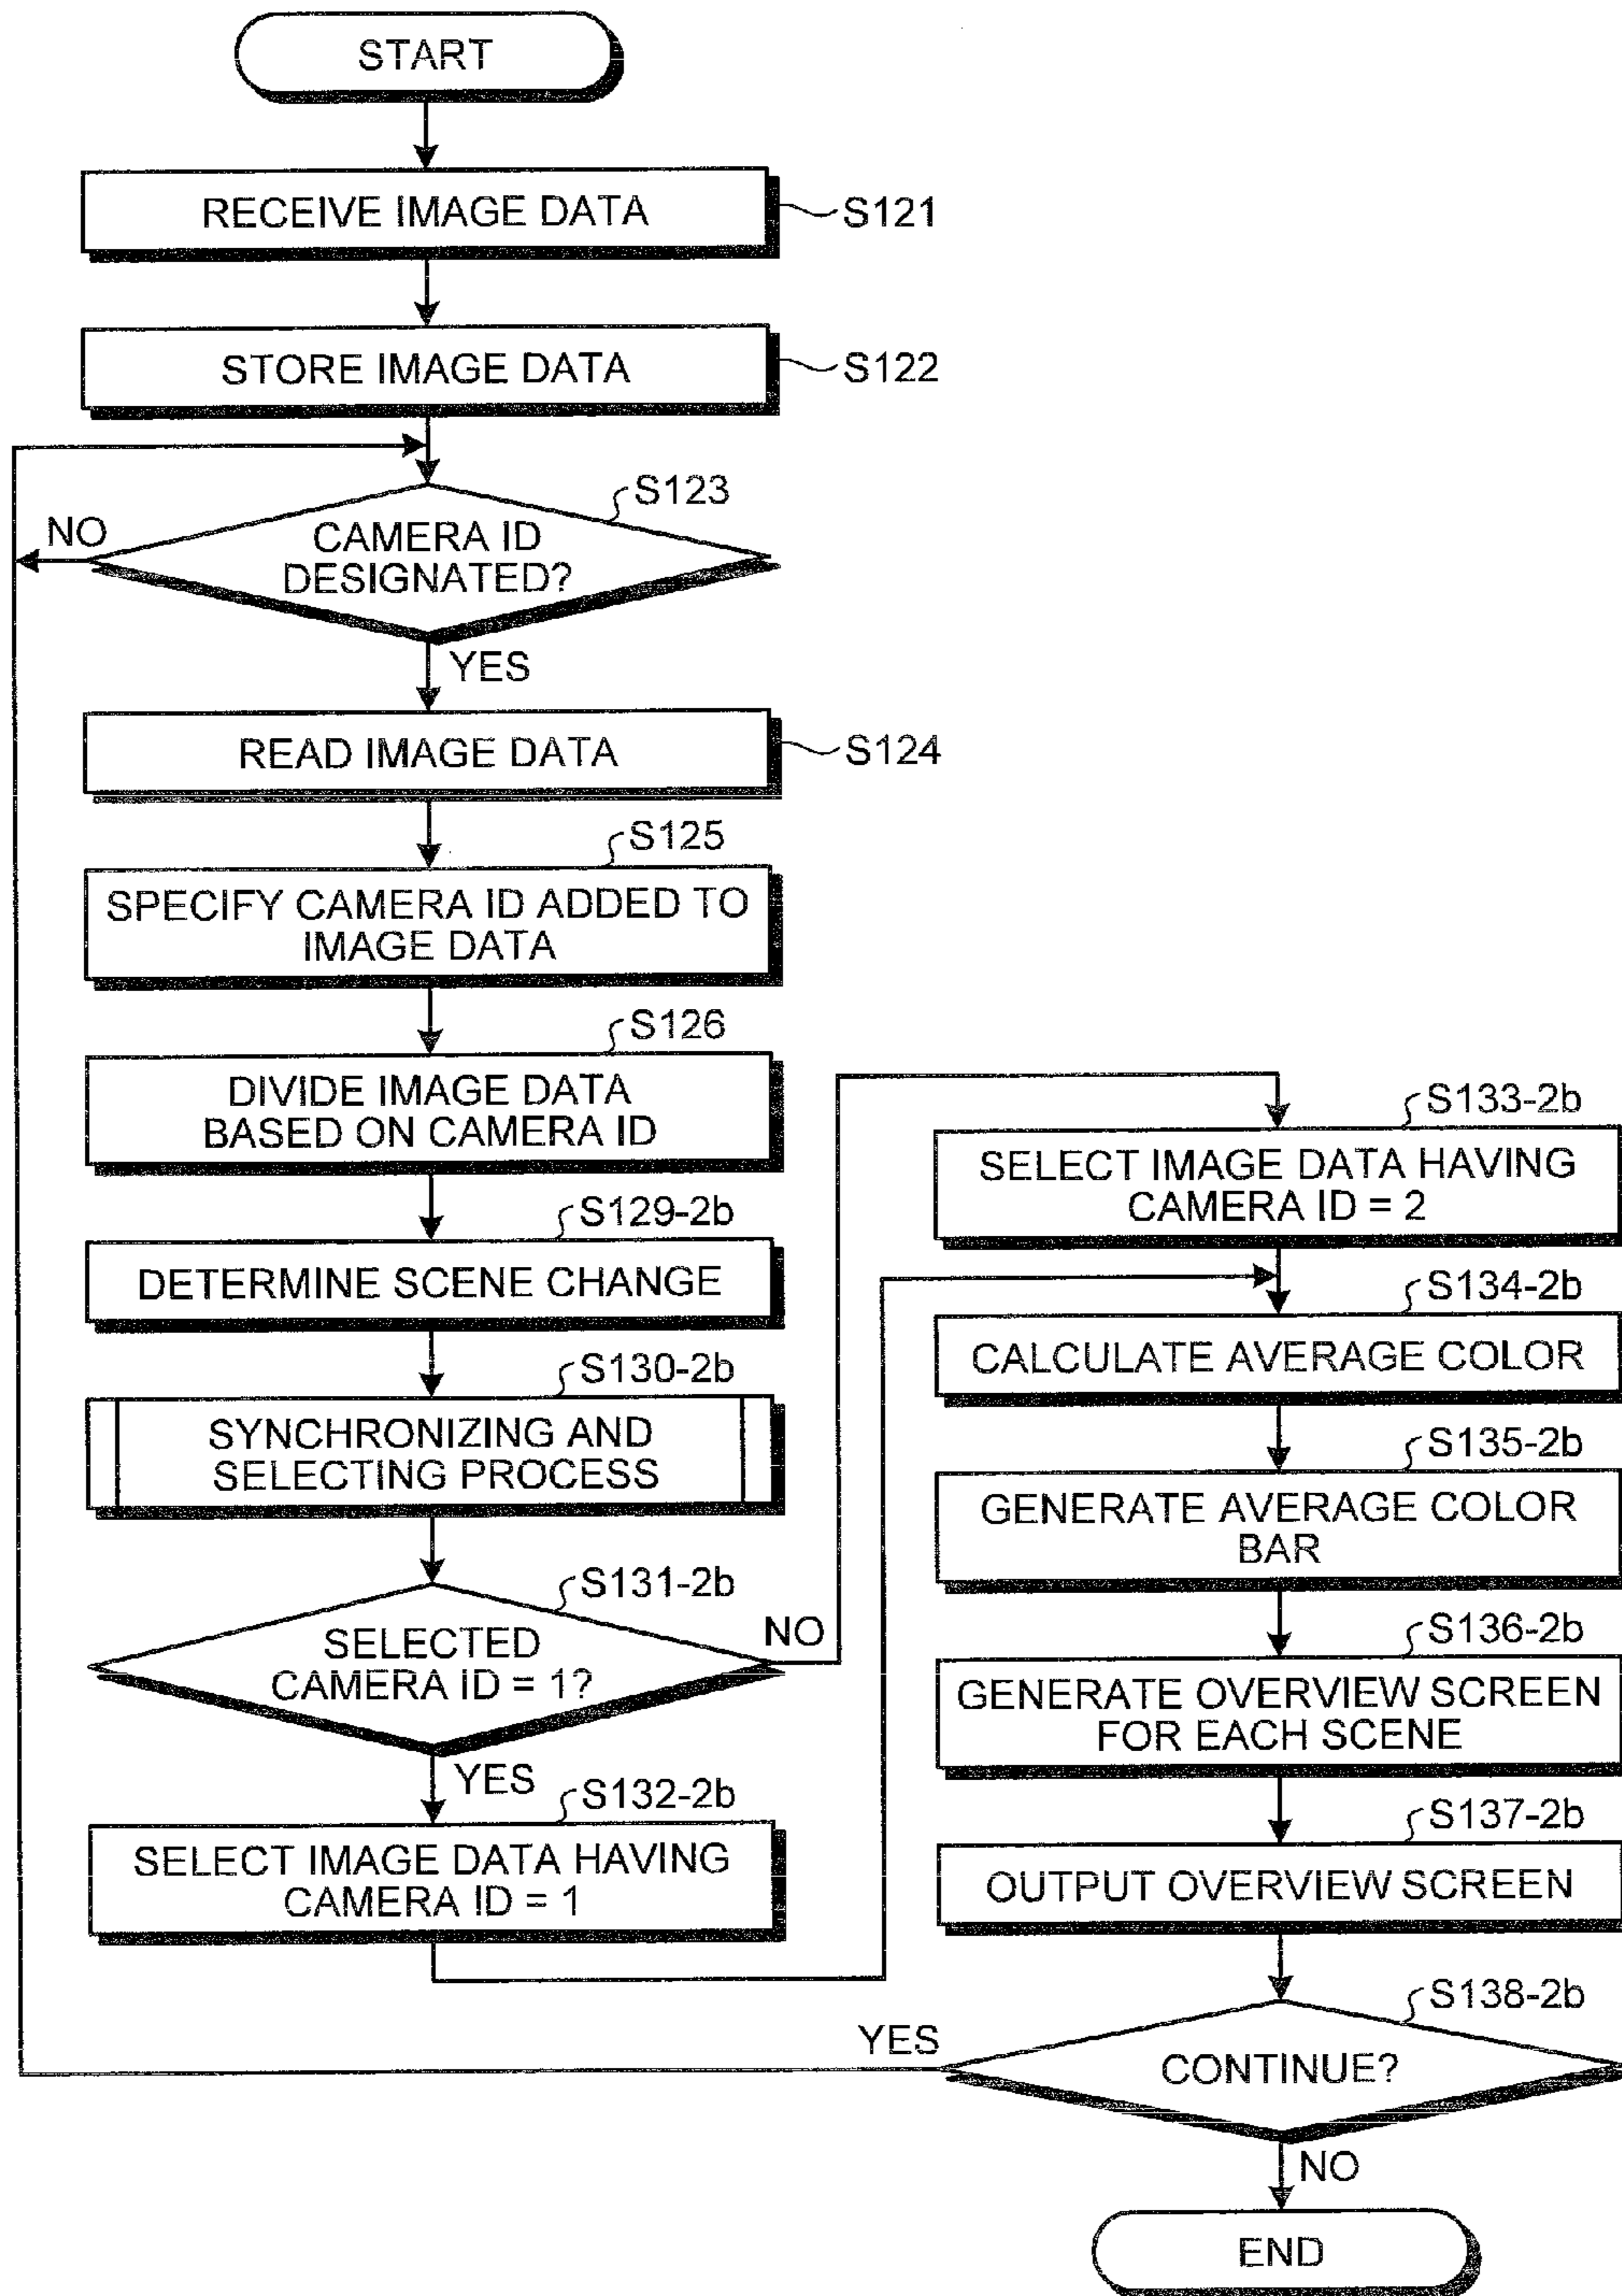 START
RECEIVE IMAGE DATA
S121
STORE IMAGE DATA
S122
S123
NO
CAMERA ID
DESIGNATED?
YES
READ IMAGE DATA
S124
S125
SPECIFY CAMERA ID ADDED TO
IMAGE DATA
S126
DIVIDE IMAGE DATA
BASED ON CAMERA ID
S129-2b
DETERMINE SCENE CHANGE
S130-2b
SYNCHRONIZING AND
SELECTING PROCESS
S131-2b
SELECTED
CAMERA ID = 1?
NO
YES
S132-2b
SELECT IMAGE DATA HAVING
CAMERA ID = 1
S133-2b
SELECT IMAGE DATA HAVING
CAMERA ID = 2
S134-2b
CALCULATE AVERAGE COLOR
S135-2b
GENERATE AVERAGE COLOR
BAR
S136-2b
GENERATE OVERVIEW SCREEN
FOR EACH SCENE
S137-2b
OUTPUT OVERVIEW SCREEN
S138-2b
YES
CONTINUE?
NO
END